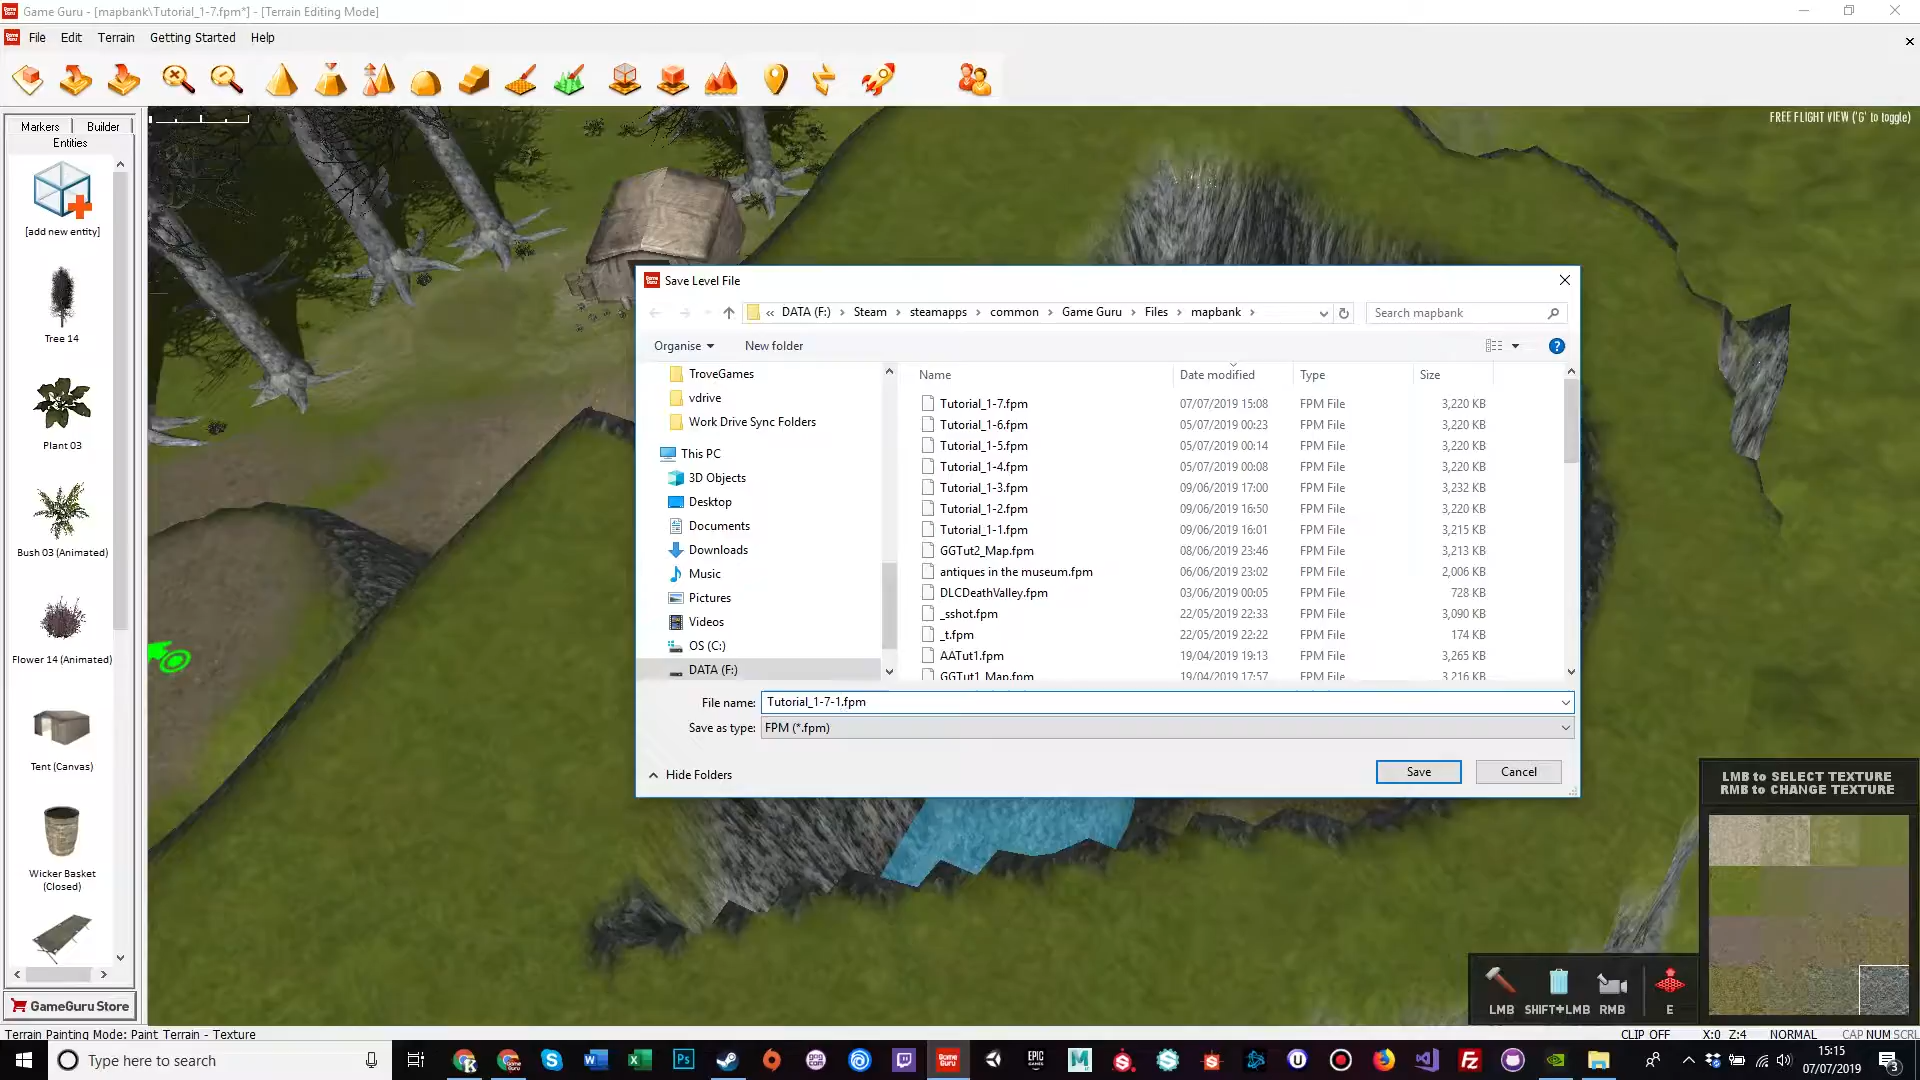 Game Guru - [mapbank\Tutorial_1-7.fpm*] - [Terrain Editing Mode]
File Edit Terrain Getting Started Help
Markers Builder
Entities
[add new entity]
Tree 14
Plant 03
Bush 03 (Animated)
Flower 14 (Animated)
Tent (Canvas)
Wicker Basket
(Closed)
GameGuru Store
FREE FLIGHT VIEW ('G' to toggle)
Save Level File
« DATA (F:) › Steam › steamapps › common › Game Guru › Files › mapbank ›
Search mapbank
Organise New folder
TroveGames
vdrive
Work Drive Sync Folders
This PC
3D Objects
Desktop
Documents
Downloads
Music
Pictures
Videos
OS (C:)
DATA (F:)
Name Date modified Type Size
Tutorial_1-7.fpm 07/07/2019 15:08 FPM File 3,220 KB
Tutorial_1-6.fpm 05/07/2019 00:23 FPM File 3,220 KB
Tutorial_1-5.fpm 05/07/2019 00:14 FPM File 3,220 KB
Tutorial_1-4.fpm 05/07/2019 00:08 FPM File 3,220 KB
Tutorial_1-3.fpm 09/06/2019 17:00 FPM File 3,232 KB
Tutorial_1-2.fpm 09/06/2019 16:50 FPM File 3,220 KB
Tutorial_1-1.fpm 09/06/2019 16:01 FPM File 3,215 KB
GGTut2_Map.fpm 08/06/2019 23:46 FPM File 3,213 KB
antiques in the museum.fpm 06/06/2019 23:02 FPM File 2,006 KB
DLCDeathValley.fpm 03/06/2019 00:05 FPM File 728 KB
_sshot.fpm 22/05/2019 22:33 FPM File 3,090 KB
_t.fpm 22/05/2019 22:22 FPM File 174 KB
AATut1.fpm 19/04/2019 19:13 FPM File 3,265 KB
GGTut1_Map.fpm 19/04/2019 17:57 FPM File 3,216 KB
File name: Tutorial_1-7-1.fpm
Save as type: FPM (*.fpm)
Hide Folders
Save Cancel
LMB to SELECT TEXTURE
RMB to CHANGE TEXTURE
LMB SHIFT+LMB RMB E
Terrain Painting Mode: Paint Terrain - Texture
CLIP OFF X:0 Z:4 NORMAL CAP NUM SCRL
Type here to search
15:15
07/07/2019
3